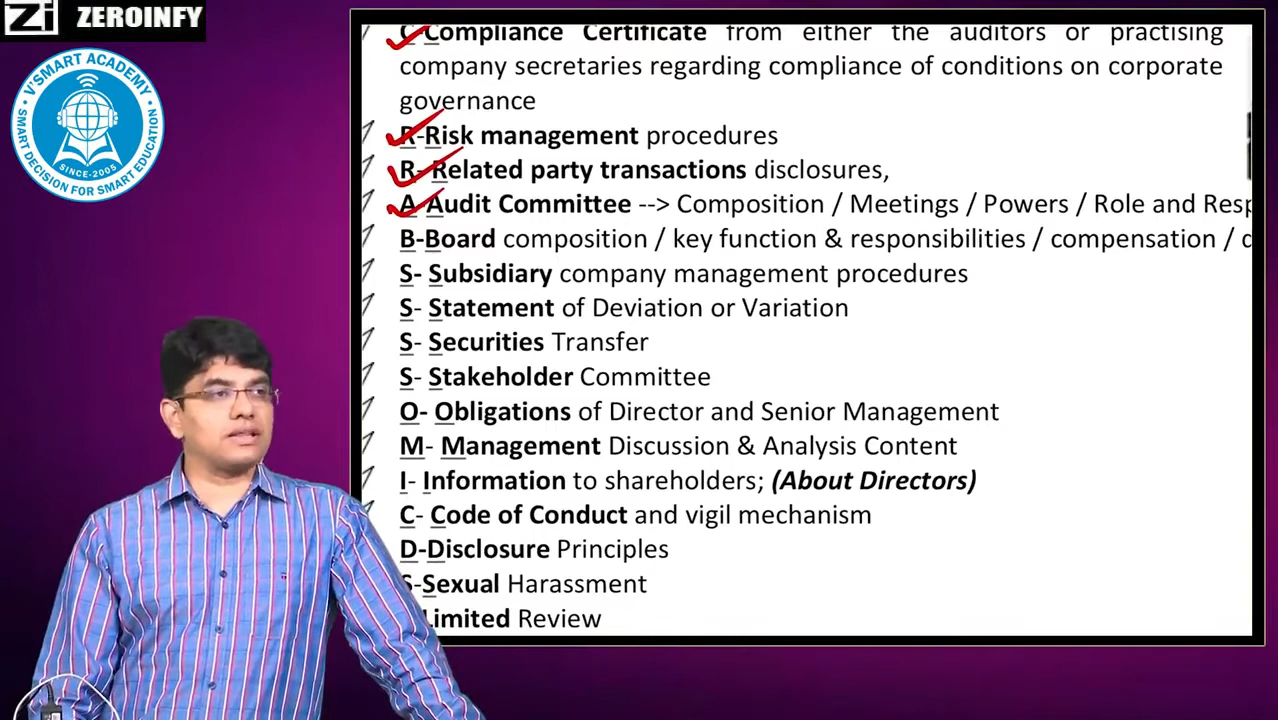 Zi ZEROINFY
V'SMART ACADEMY
SINCE-2005
SMART DECISION FOR SMART EDUCATION
C-Compliance Certificate from either the auditors or practising
company secretaries regarding compliance of conditions on corporate
governance
R-Risk management procedures
R- Related party transactions disclosures,
A-Audit Committee --> Composition / Meetings / Powers / Role and Resp
B-Board composition / key function & responsibilities / compensation /
S- Subsidiary company management procedures
S- Statement of Deviation or Variation
S- Securities Transfer
S- Stakeholder Committee
O- Obligations of Director and Senior Management
M- Management Discussion & Analysis Content
I- Information to shareholders; (About Directors)
C- Code of Conduct and vigil mechanism
D-Disclosure Principles
S-Sexual Harassment
Limited Review